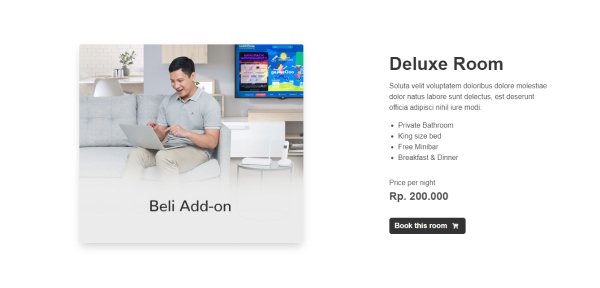 Beli Add-on
Deluxe Room
Soluta velit voluptatem doloribus dolore molestiae
dolor natus labore sunt delectus, est deserunt
officia adipisci nihil iure modi.
Private Bathroom
King size bed
Free Minibar
Breakfast & Dinner
Price per night
Rp. 200.000
Book this room